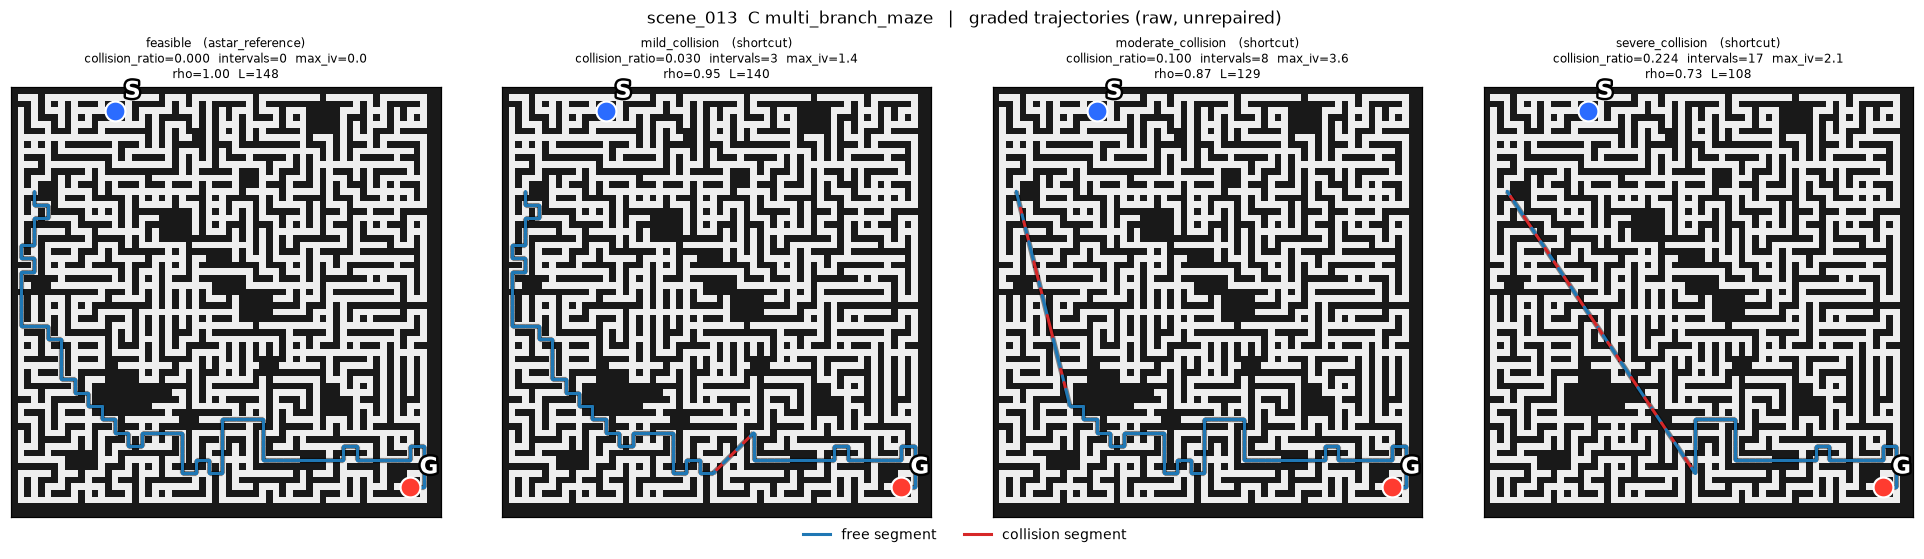 scene_013  C multi_branch_maze   |   graded trajectories (raw, unrepaired)
feasible   (astar_reference)
collision_ratio=0.000  intervals=0  max_iv=0.0
rho=1.00  L=148
S
G
mild_collision   (shortcut)
collision_ratio=0.030  intervals=3  max_iv=1.4
rho=0.95  L=140
S
G
moderate_collision   (shortcut)
collision_ratio=0.100  intervals=8  max_iv=3.6
rho=0.87  L=129
S
G
severe_collision   (shortcut)
collision_ratio=0.224  intervals=17  max_iv=2.1
rho=0.73  L=108
S
G
free segment
collision segment